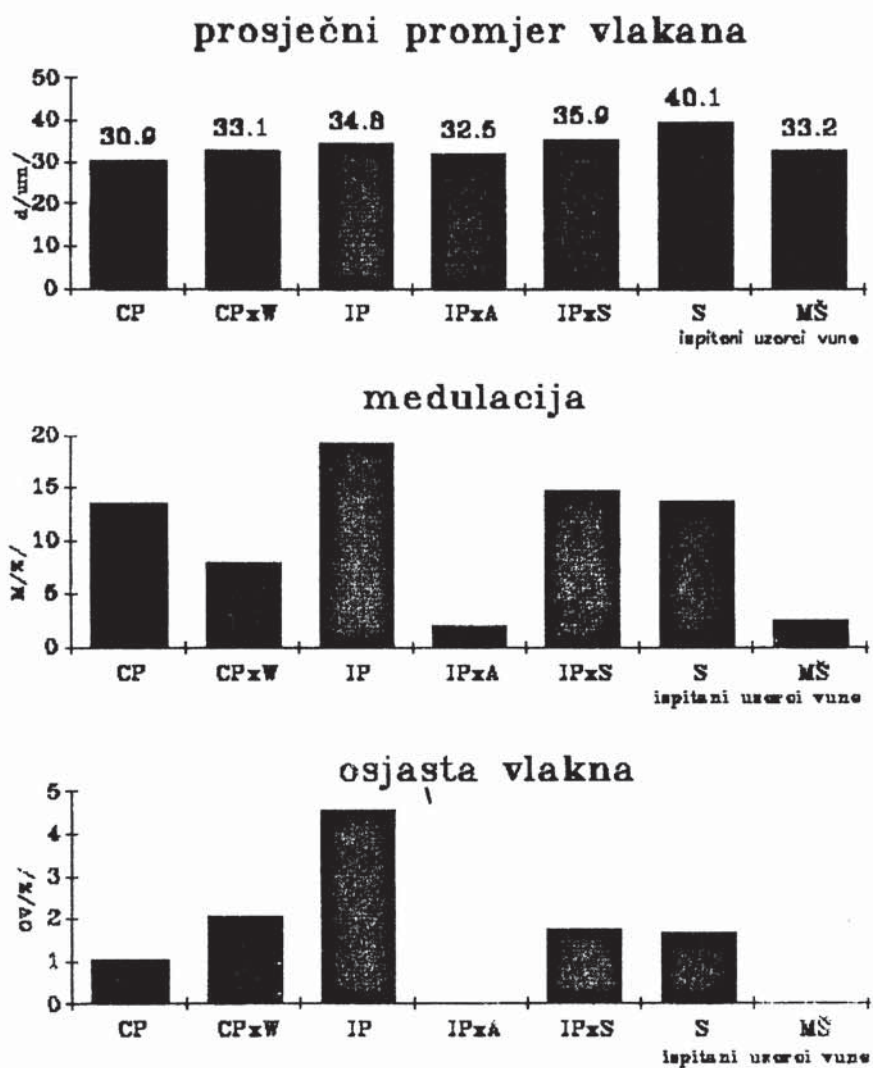 prosječni promjer vlakana
50
40
30
20
10
0
d/um/
30.9
33.1
34.8
32.5
35.9
40.1
33.2
CP CPxW IP IPxA IPxS S MŠ
ispitani uzorci vune
medulacija
20
15
10
5
0
M/%/
CP CPxW IP IPxA IPxS S MŠ
ispitani uzorci vune
osjasta vlakna
5
4
3
2
1
0
OV/%/
CP CPxW IP IPxA IPxS S MŠ
ispitani uzorci vune